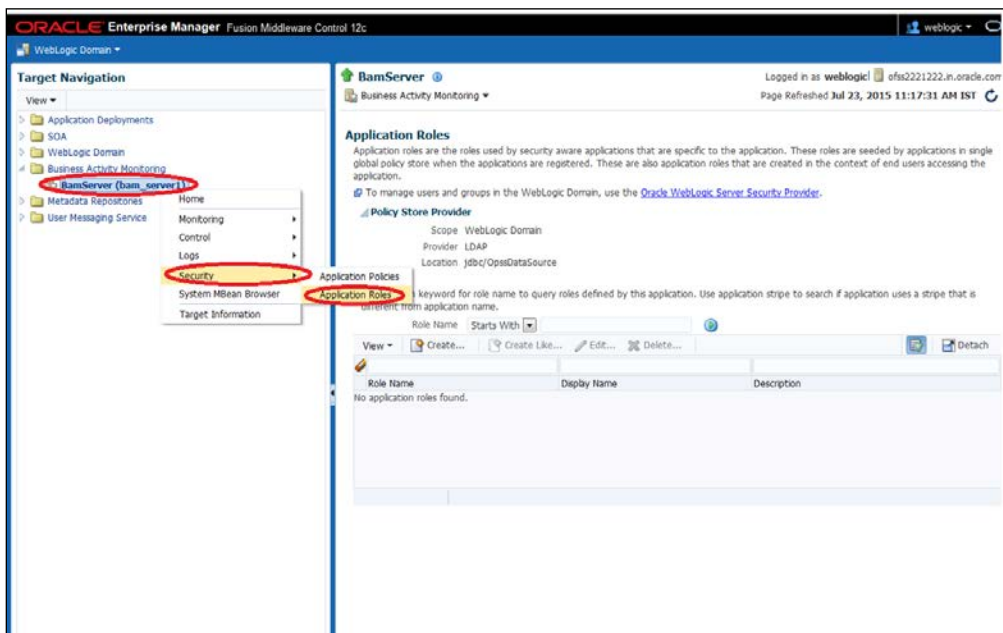 ORACLE Enterprise Manager Fusion Middleware Control 12c
weblogic
WebLogic Domain
Target Navigation
View
Application Deployments
SOA
WebLogic Domain
Business Activity Monitoring
BamServer (bam_server1)
Metadata Repositories
User Messaging Service
Home
Monitoring
Control
Logs
Security
System MBean Browser
Target Information
Application Policies
Application Roles
BamServer
Business Activity Monitoring
Logged in as weblogic
ofss2221222.in.oracle.com
Page Refreshed Jul 23, 2015 11:17:31 AM IST
Application Roles
Application roles are the roles used by security aware applications that are specific to the application. These roles are seeded by applications in single
global policy store when the applications are registered. These are also application roles that are created in the context of end users accessing the
application.
To manage users and groups in the WebLogic Domain, use the Oracle WebLogic Server Security Provider.
Policy Store Provider
Scope WebLogic Domain
Provider LDAP
Location jdbc/OpssDataSource
keyword for role name to query roles defined by this application. Use application stripe to search if application uses a stripe that is
different from application name.
Role Name Starts With
View Create... Create Like... Edit... Delete... Detach
Role Name Display Name Description
No application roles found.